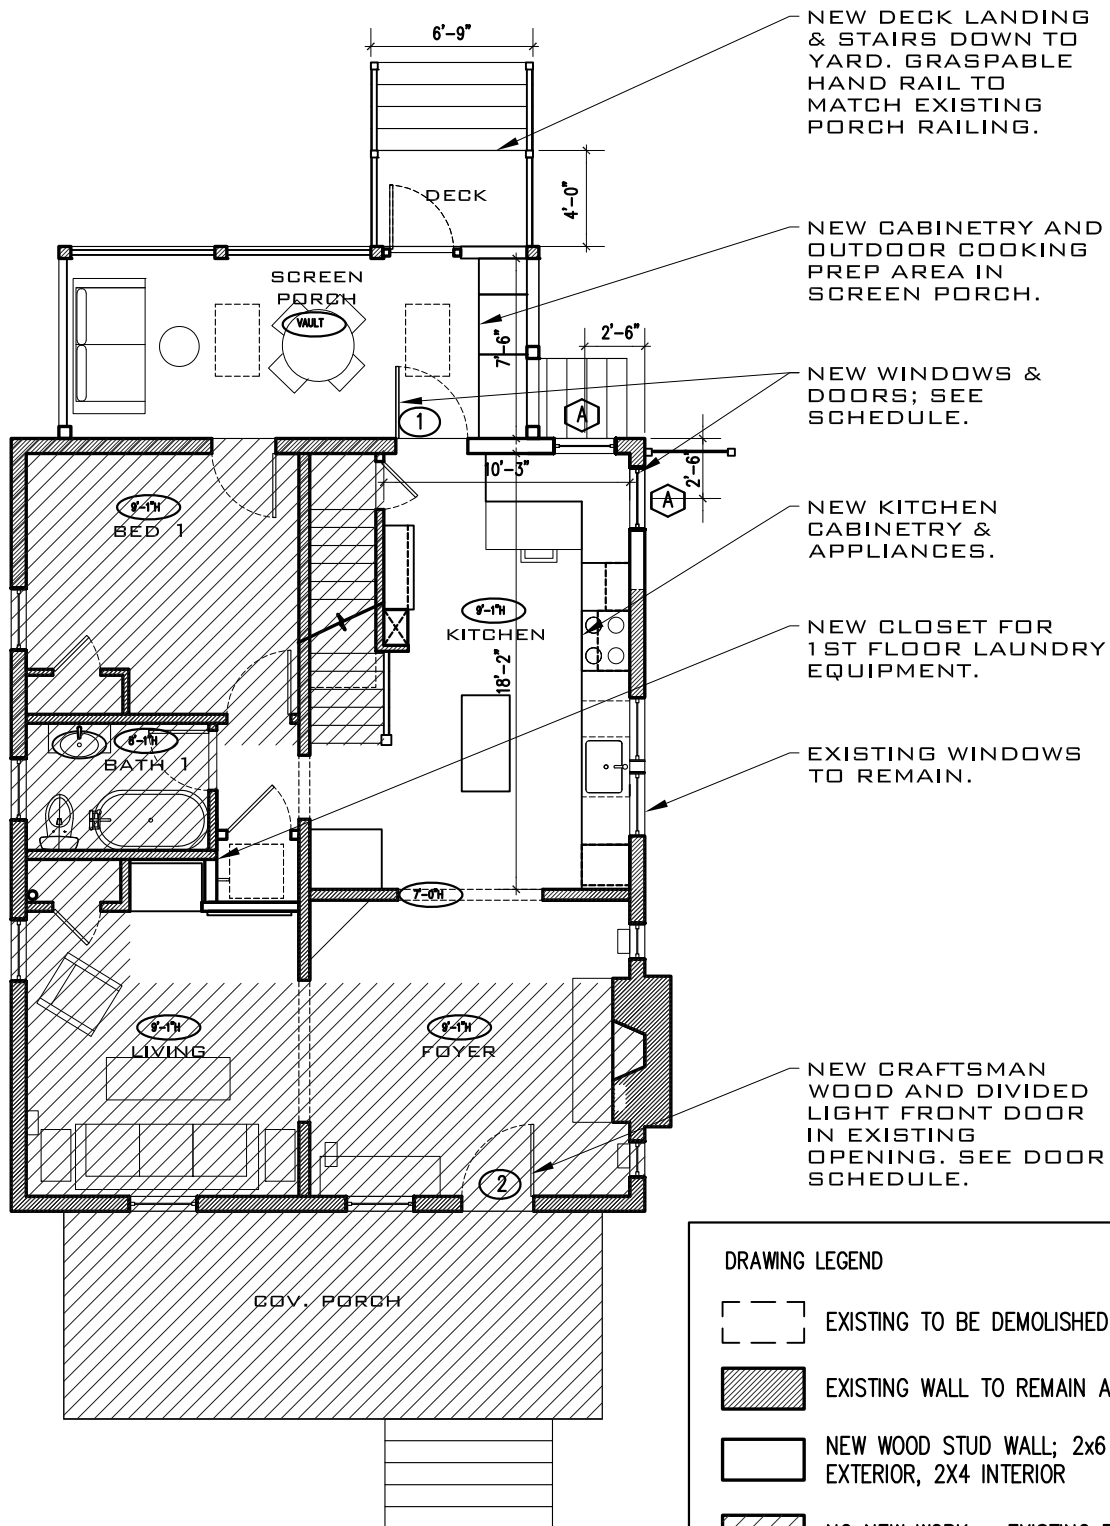 6'-9"
NEW DECK LANDING
& STAIRS DOWN TO
YARD. GRASPABLE
HAND RAIL TO
MATCH EXISTING
PORCH RAILING.
DECK
4'-0"
NEW CABINETRY AND
OUTDOOR COOKING
PREP AREA IN
SCREEN PORCH.
SCREEN
PORCH
VAULT
7'-6"
2'-6"
NEW WINDOWS &
DOORS; SEE
SCHEDULE.
1
A
10'-3"
2'-6"
A
9'-1"H
BED 1
NEW KITCHEN
CABINETRY &
APPLIANCES.
9'-1"H
KITCHEN
18'-2"
NEW CLOSET FOR
1ST FLOOR LAUNDRY
EQUIPMENT.
8'-1"H
BATH 1
EXISTING WINDOWS
TO REMAIN.
7'-0"H
9'-1"H
LIVING
9'-1"H
FOYER
NEW CRAFTSMAN
WOOD AND DIVIDED
LIGHT FRONT DOOR
IN EXISTING
OPENING. SEE DOOR
SCHEDULE.
2
COV. PORCH
DRAWING LEGEND
EXISTING TO BE DEMOLISHED
EXISTING WALL TO REMAIN A
NEW WOOD STUD WALL; 2x6
EXTERIOR, 2X4 INTERIOR